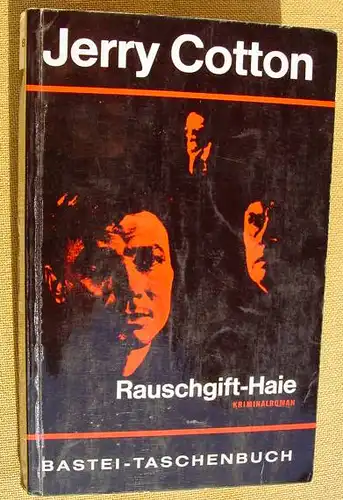 Jerry Cotton
Rauschgift-Haie
KRIMINALROMAN
BASTEI-TASCHENBUCH